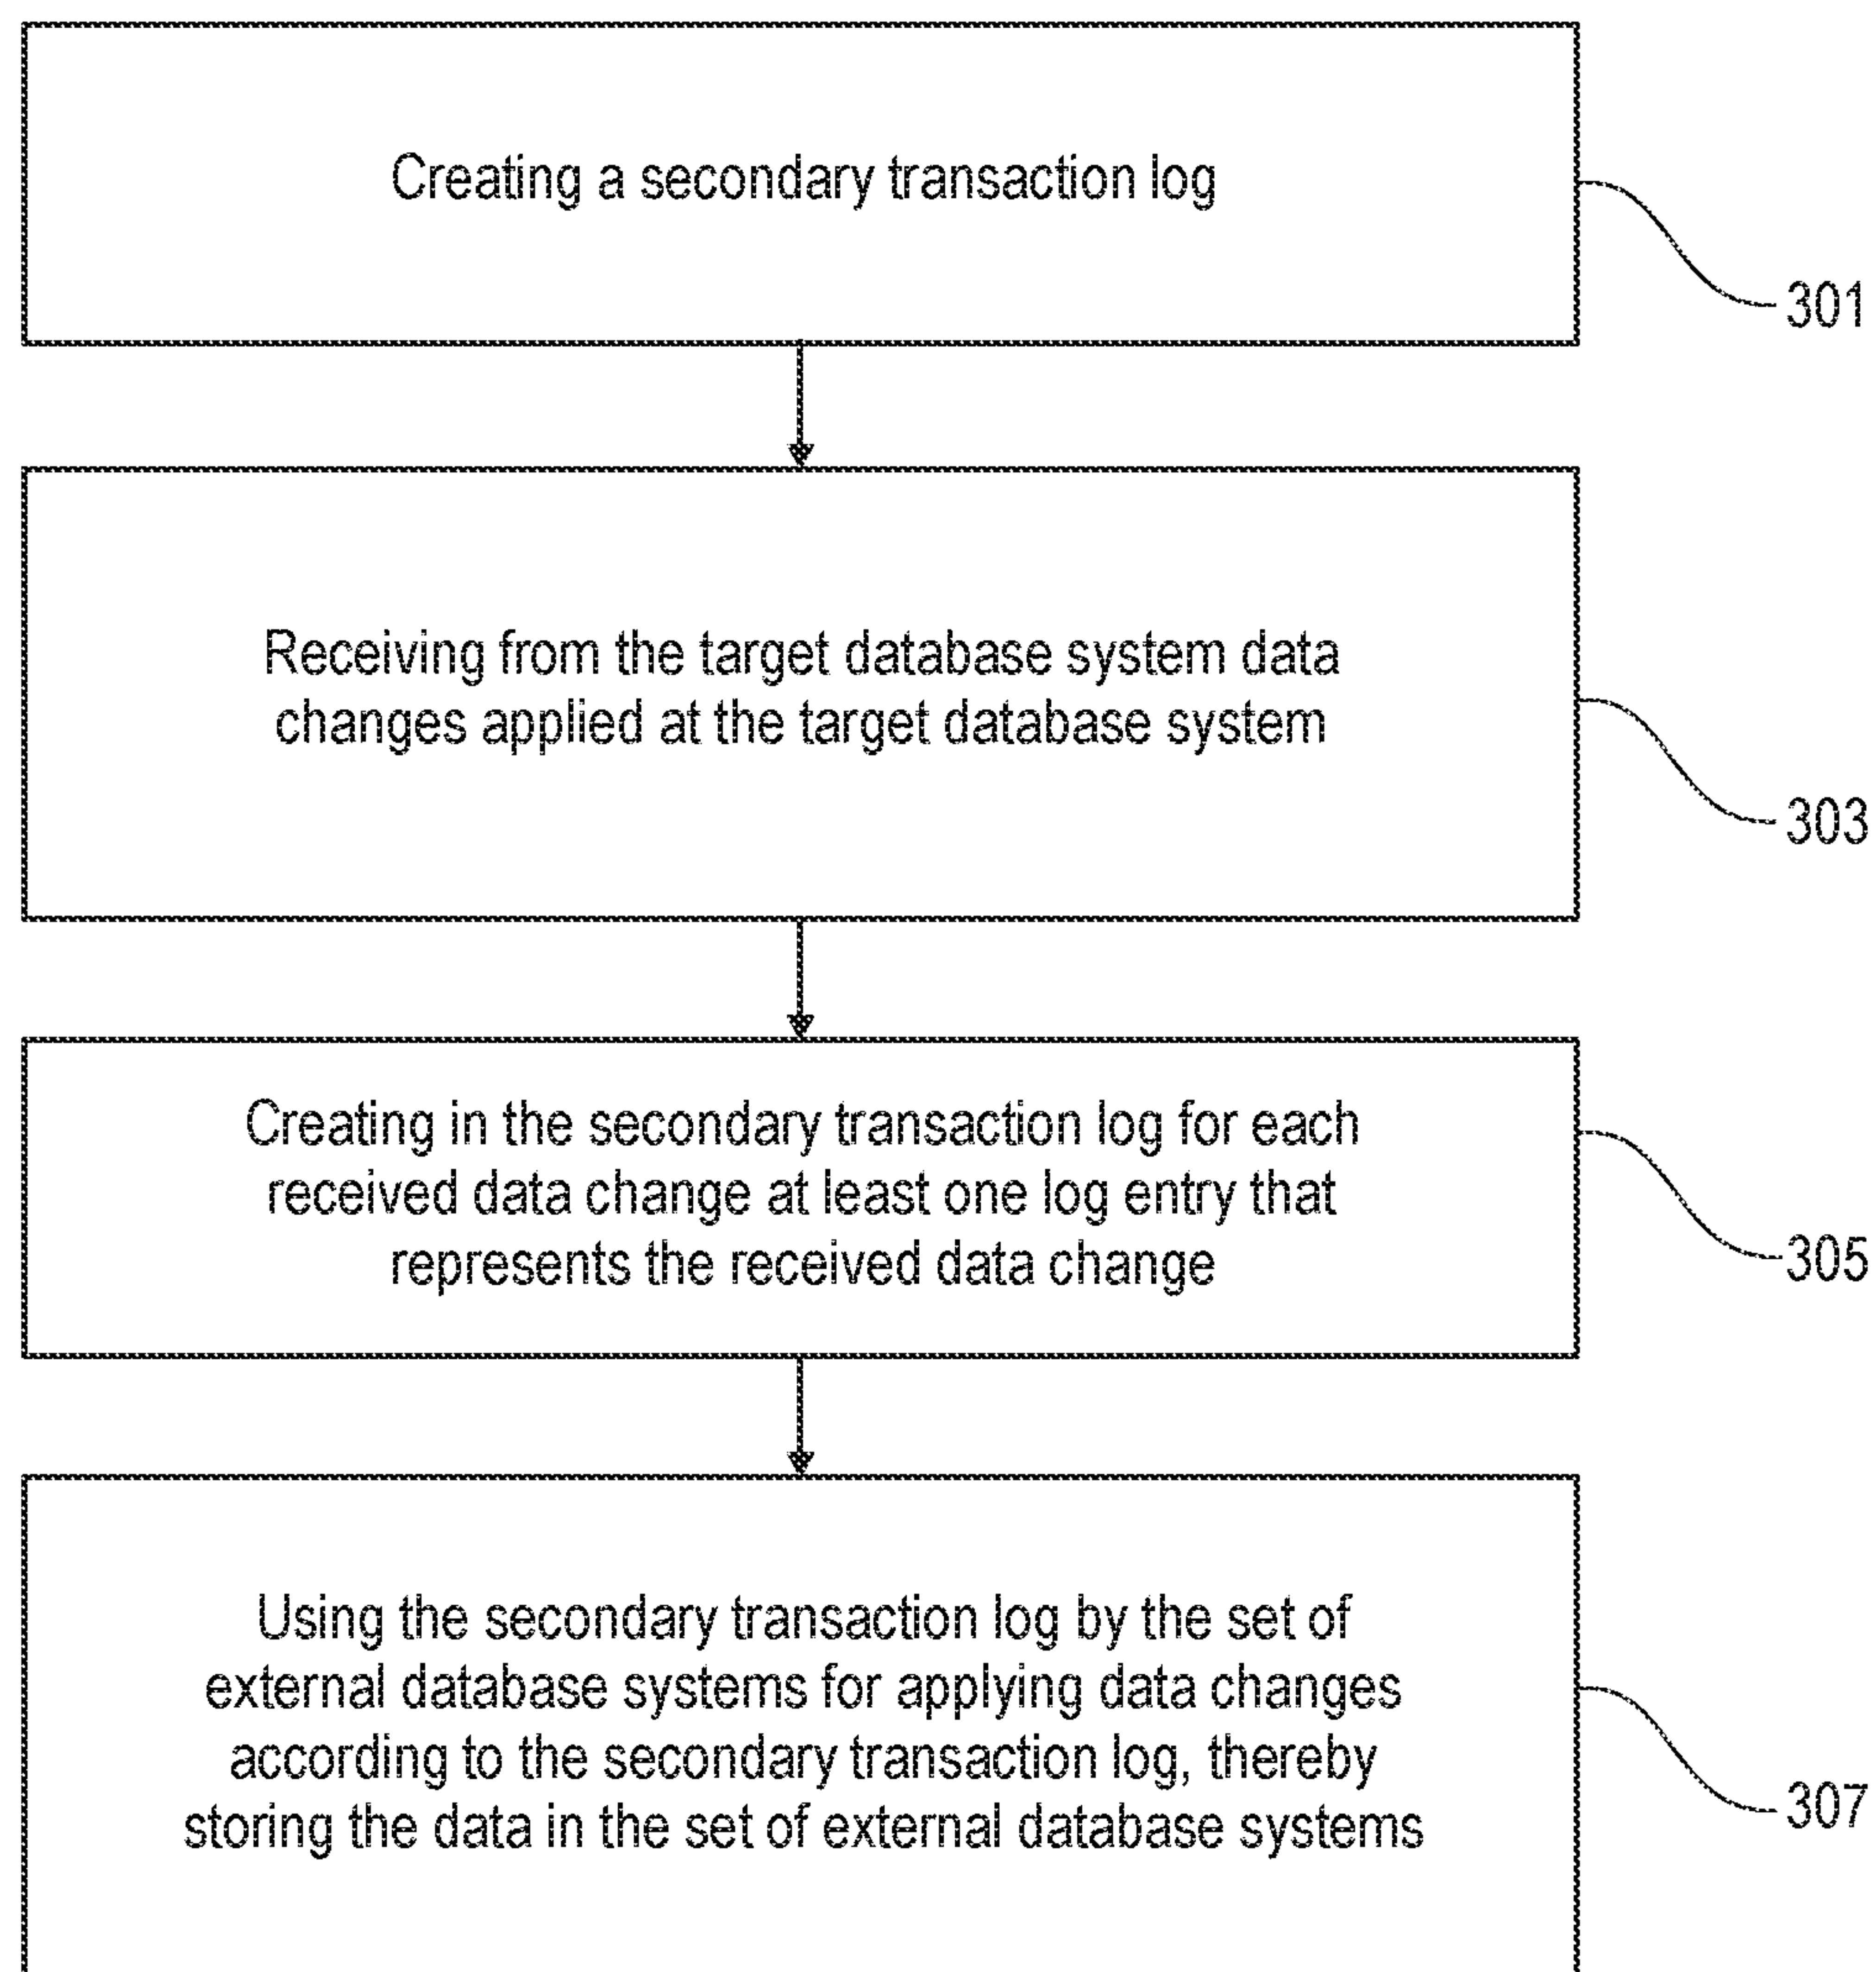 Creating a secondary transaction log
301
Receiving from the target database system data
changes applied at the target database system
303
Creating in the secondary transaction log for each
received data change at least one log entry that
represents the received data change
305
Using the secondary transaction log by the set of
external database systems for applying data changes
according to the secondary transaction log, thereby
storing the data in the set of external database systems
307